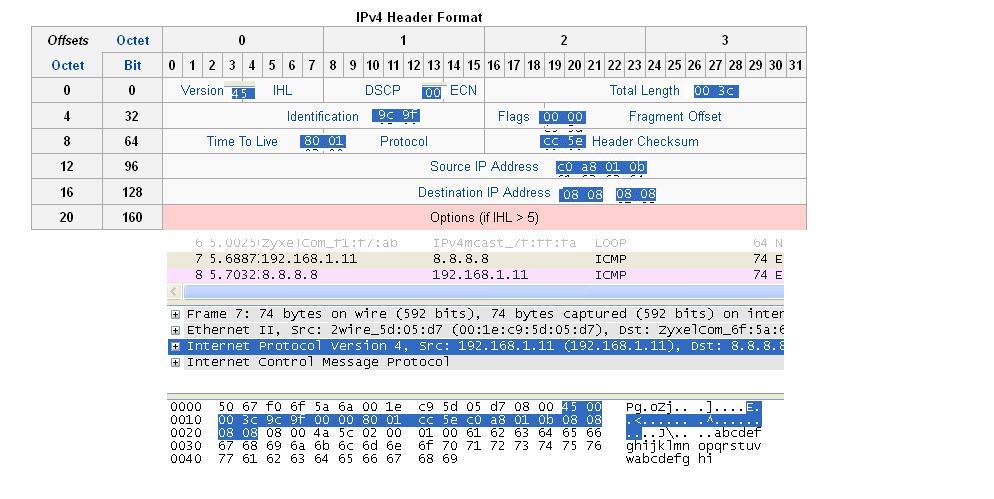 IPv4 Header Format
Offsets Octet 0 1 2 3
Octet Bit 0 1 2 3 4 5 6 7 8 9 10 11 12 13 14 15 16 17 18 19 20 21 22 23 24 25 26 27 28 29 30 31
0 0 Version 45 IHL DSCP 00 ECN Total Length 00 3c
4 32 Identification 9c 9f Flags 00 00 Fragment Offset
8 64 Time To Live 80 01 Protocol cc 5e Header Checksum
12 96 Source IP Address c0 a8 01 0b
16 128 Destination IP Address 08 08 08 08
20 160 Options (if IHL > 5)
6 5.0025 ZyxelCom_f1:f7:ab IPv4mcast_7f:ff:fa LOOP 64 N
7 5.6887 192.168.1.11 8.8.8.8 ICMP 74 E
8 5.7032 8.8.8.8 192.168.1.11 ICMP 74 E
Frame 7: 74 bytes on wire (592 bits), 74 bytes captured (592 bits) on inter
Ethernet II, Src: 2wire_5d:05:d7 (00:1e:c9:5d:05:d7), Dst: ZyxelCom_6f:5a:6
Internet Protocol Version 4, Src: 192.168.1.11 (192.168.1.11), Dst: 8.8.8.8
Internet Control Message Protocol
0000 50 67 f0 6f 5a 6a 00 1e c9 5d 05 d7 08 00 45 00 Pg.oZj.. .]....E.
0010 00 3c 9c 9f 00 00 80 01 cc 5e c0 a8 01 0b 08 08 .<...... .^......
0020 08 08 08 00 4a 5c 02 00 01 00 61 62 63 64 65 66 ....J\.. ..abcdef
0030 67 68 69 6a 6b 6c 6d 6e 6f 70 71 72 73 74 75 76 ghijklmn opqrstuv
0040 77 61 62 63 64 65 66 67 68 69 wabcdefg hi